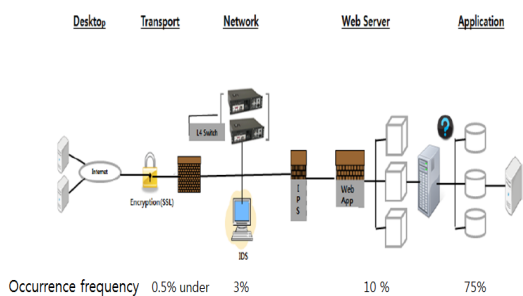 Desktop Transport Network Web Server Application
L4 Switch
Internet
Encryption(SSL)
I
P
S
Web
App
?
IDS
Occurrence frequency 0.5% under 3% 10 % 75%